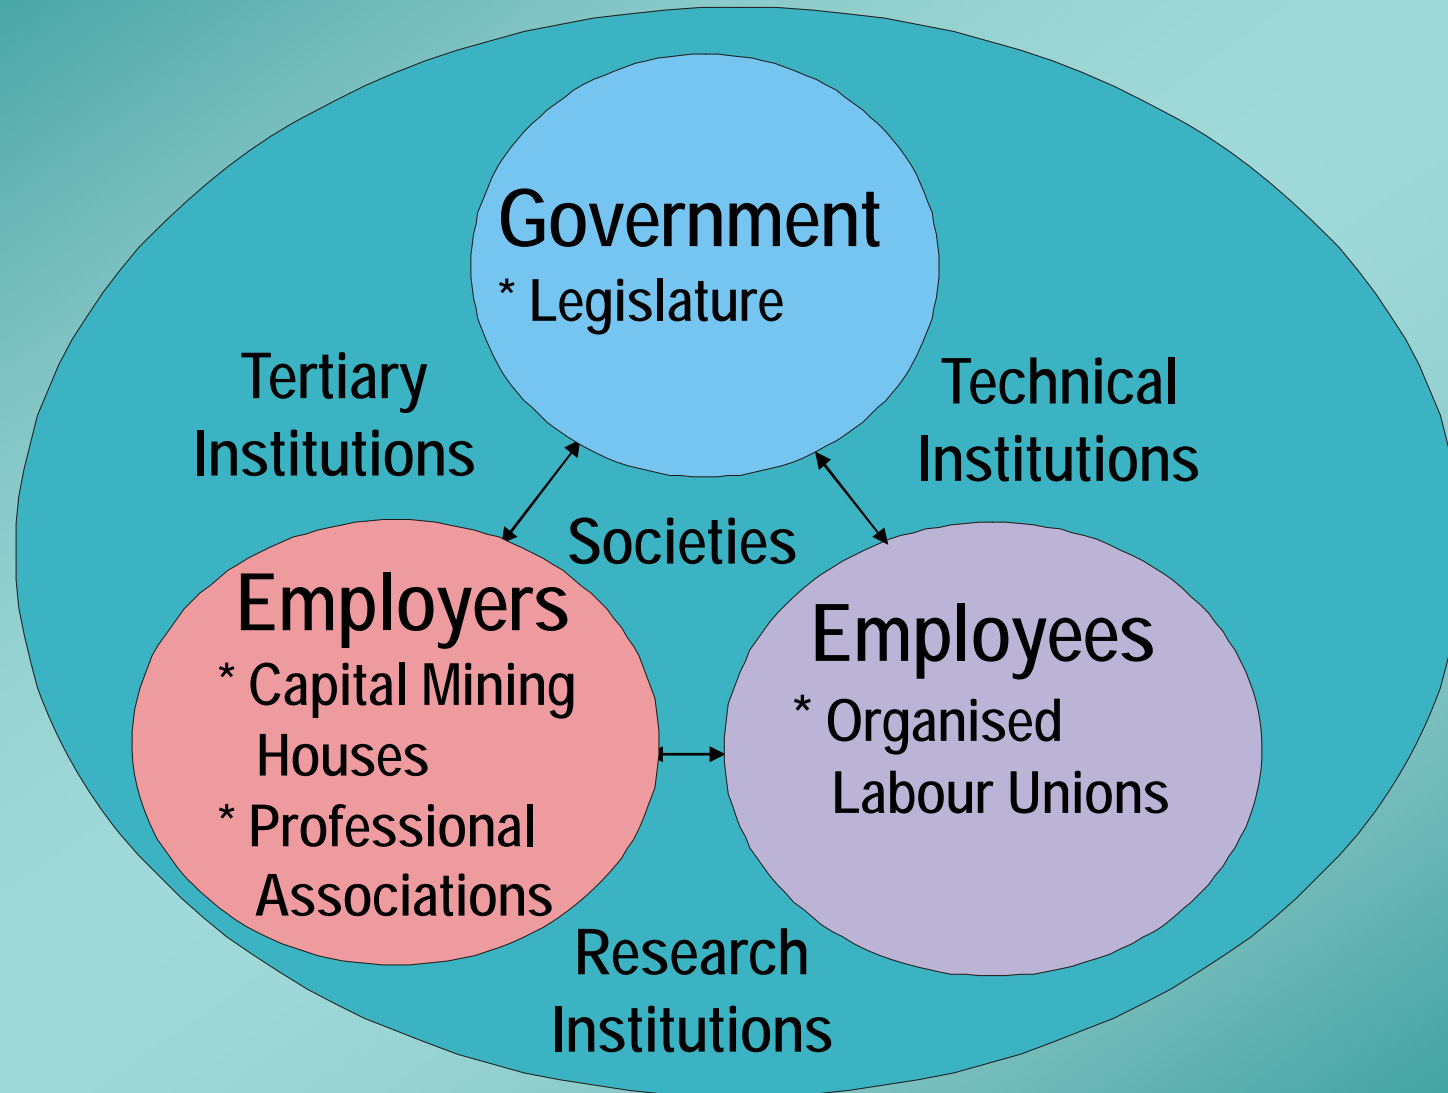 Government
* Legislature
Tertiary
Institutions
Technical
Institutions
Societies
Employers
* Capital Mining
Houses
* Professional
Associations
Employees
* Organised
Labour Unions
Research
Institutions